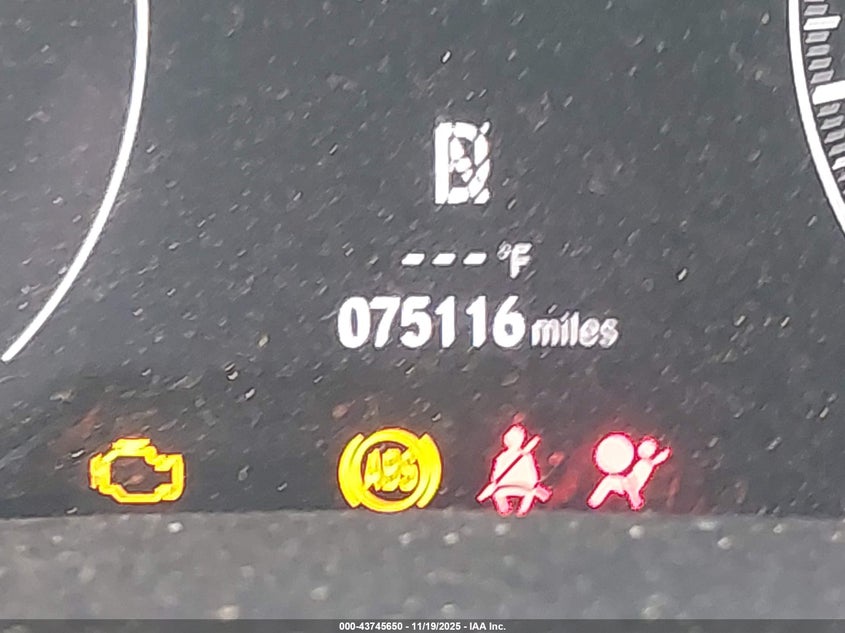 ---°F
075116 miles
ABS
000-43745650 - 11/19/2025 - IAA Inc.